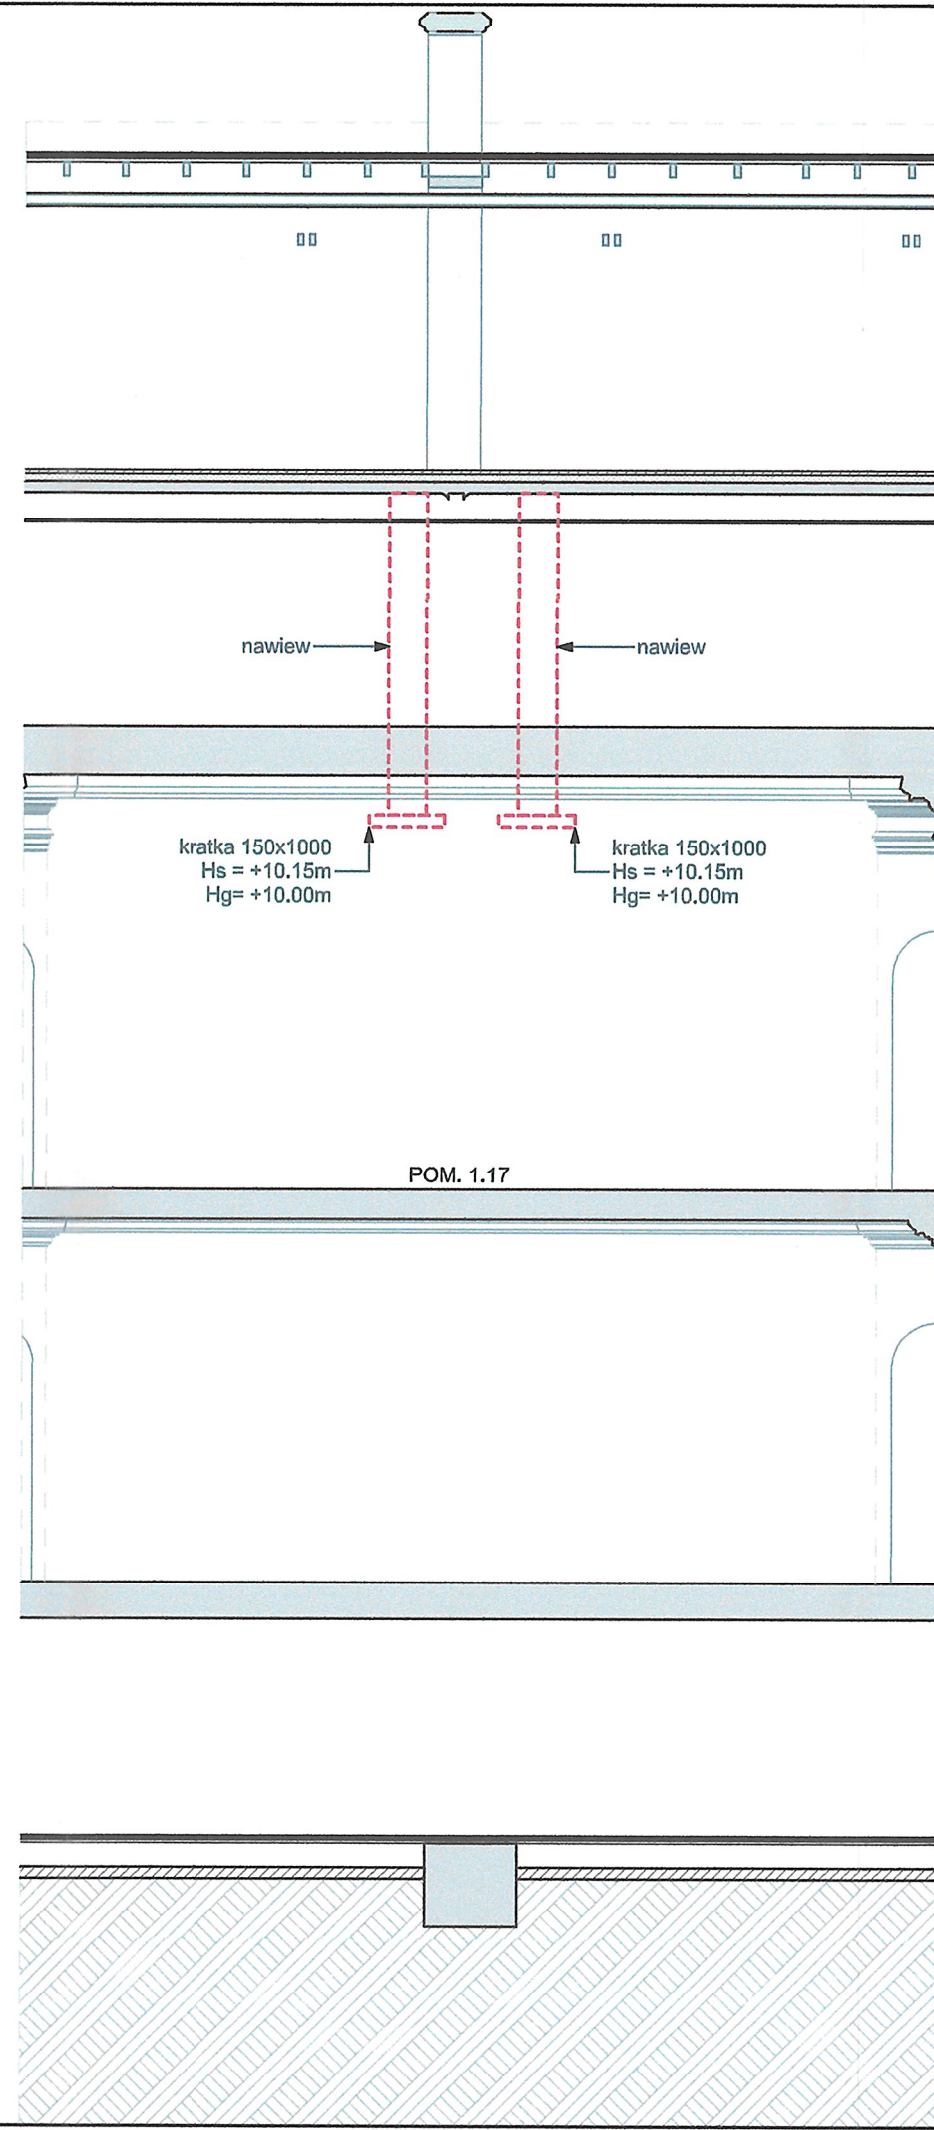 nawiew
nawiew
kratka 150x1000
Hs = +10.15m
Hg= +10.00m
kratka 150x1000
Hs = +10.15m
Hg= +10.00m
POM. 1.17